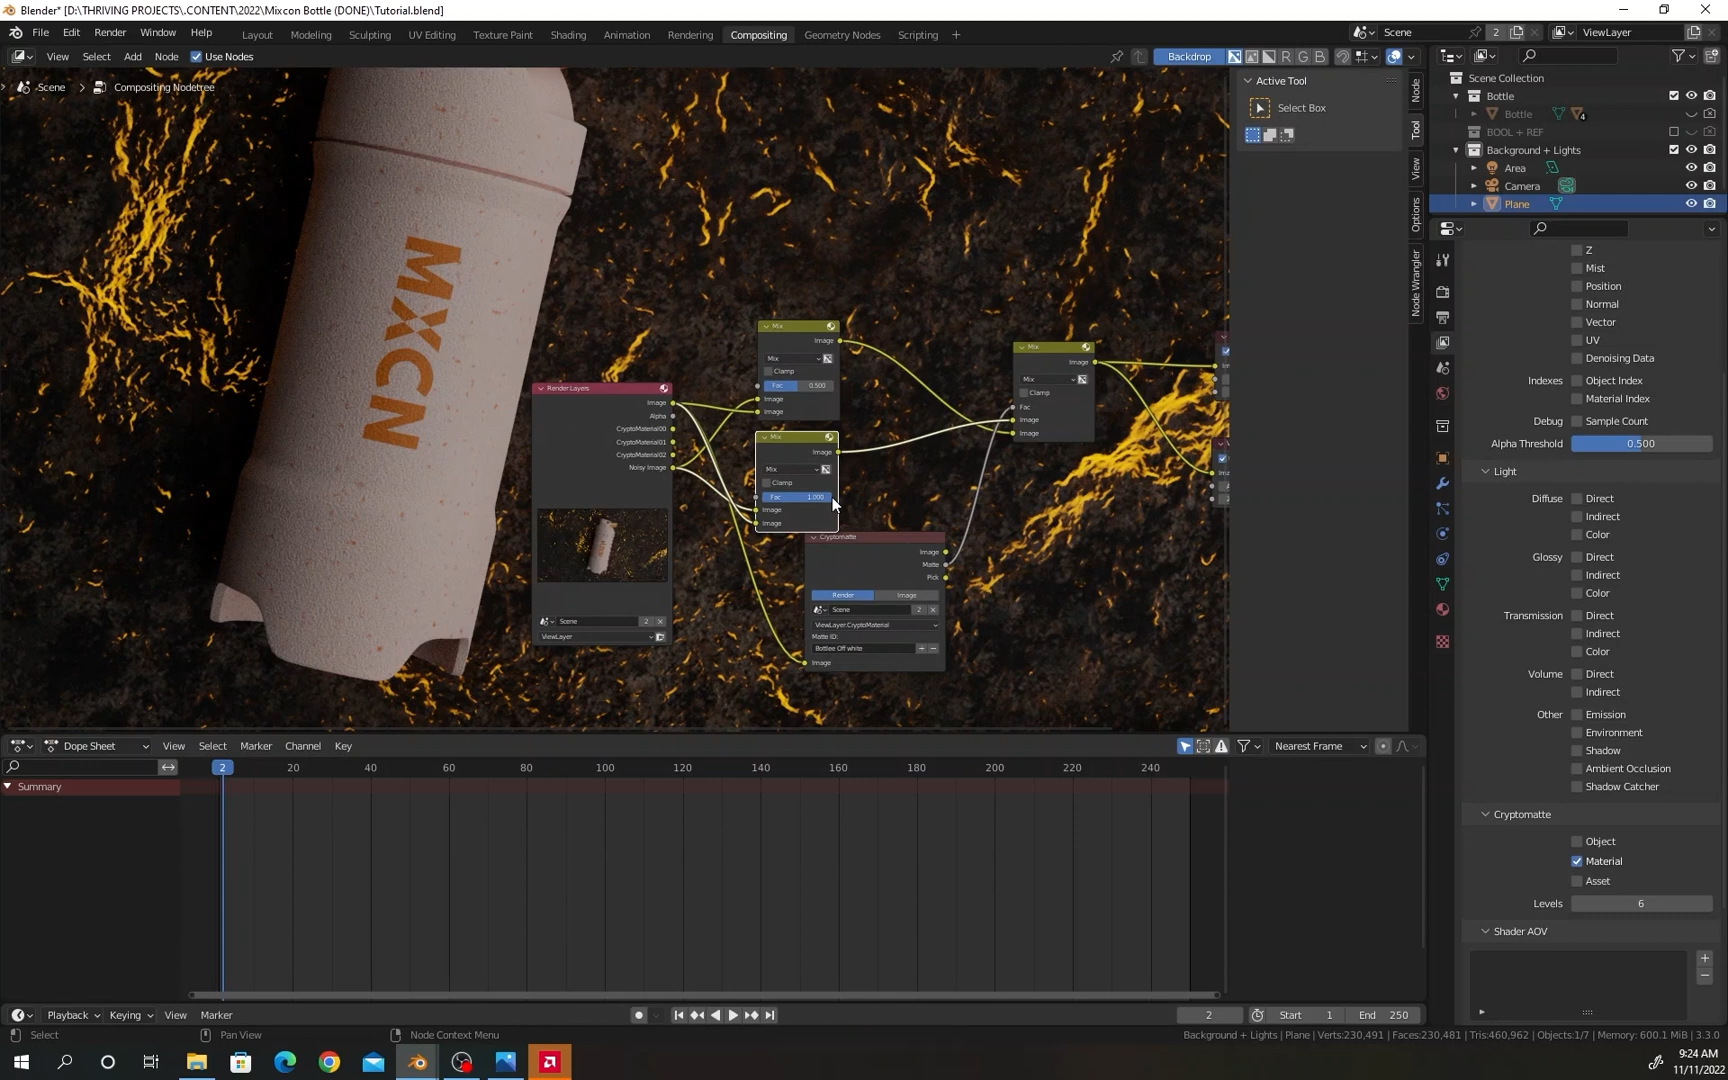 Blender* [D:\THRIVING PROJECTS\.CONTENT\2022\Mixcon Bottle (DONE)\Tutorial.blend]
File Edit Render Window Help Layout Modeling Sculpting UV Editing Texture Paint Shading Animation Rendering Compositing Geometry Nodes Scripting + Scene 2 ViewLayer
View Select Add Node Use Nodes Backdrop R G B
Scene > Compositing Nodetree
Active Tool
Select Box
Node
Tool
View
Options
Node Wrangler
Scene Collection
Bottle
Bottle 4
BOOL + REF
Background + Lights
Area
Camera
Plane
MXCN
Mix
Image
Mix
Clamp
Fac 0.500
Image
Image
Mix
Image
Mix
Clamp
Fac 1.000
Image
Image
Mix
Image
Mix
Clamp
Fac
Image
Image
Render Layers
Image
Alpha
CryptoMaterial00
CryptoMaterial01
CryptoMaterial02
Noisy Image
Scene 2
ViewLayer
Cryptomatte
Image
Matte
Pick
Render Image
Scene 2
ViewLayer.CryptoMaterial
Matte ID:
Bottlee Off white
Image
Z
Mist
Position
Normal
Vector
UV
Denoising Data
Indexes Object Index
Material Index
Debug Sample Count
Alpha Threshold 0.500
Light
Diffuse Direct
Indirect
Color
Glossy Direct
Indirect
Color
Transmission Direct
Indirect
Color
Volume Direct
Indirect
Other Emission
Environment
Shadow
Ambient Occlusion
Shadow Catcher
Cryptomatte
Object
Material
Asset
Levels 6
Shader AOV
Dope Sheet View Select Marker Channel Key Nearest Frame
2 20 40 60 80 100 120 140 160 180 200 220 240
Summary
Playback Keying View Marker 2 Start 1 End 250
Select Pan View Node Context Menu Background + Lights | Plane | Verts:230,491 | Faces:230,481 | Tris:460,962 | Objects:1/7 | Memory: 600.1 MiB | 3.3.0
9:24 AM
11/11/2022